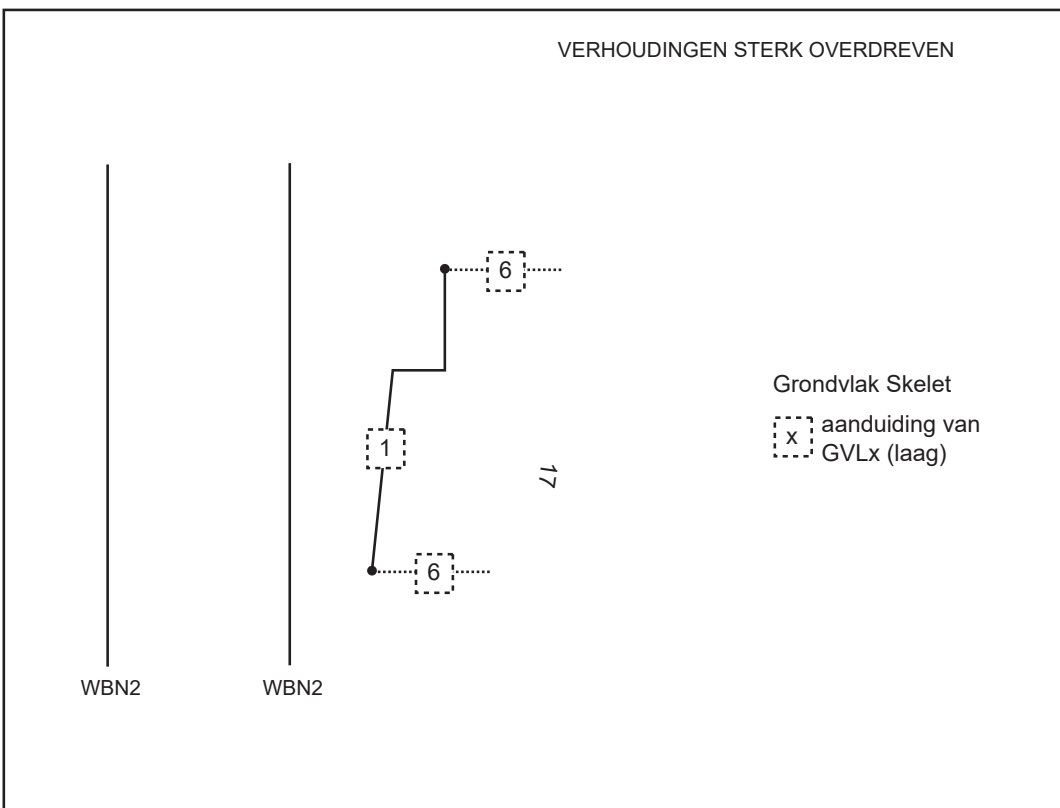 VERHOUDINGEN STERK OVERDREVEN
6
Grondvlak Skelet
x
aanduiding van
GVLx (laag)
1
17
6
WBN2
WBN2